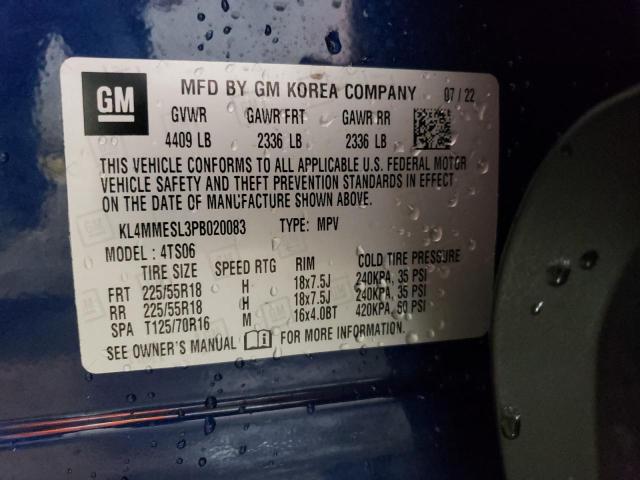 GM
MFD BY GM KOREA COMPANY 07 / 22
GVWR GAWR FRT GAWR RR
4409 LB 2336 LB 2336 LB
THIS VEHICLE CONFORMS TO ALL APPLICABLE U.S. FEDERAL MOTOR
VEHICLE SAFETY AND THEFT PREVENTION STANDARDS IN EFFECT
ON THE DATE OF MANUFACTURE SHOWN ABOVE.
KL4MMESL3PB020083 TYPE: MPV
MODEL : 4TS06
TIRE SIZE SPEED RTG RIM COLD TIRE PRESSURE
FRT 225/55R18 H 18x7.5J 240KPA, 35 PSI
RR 225/55R18 H 18x7.5J 240KPA, 35 PSI
SPA T125/70R16 M 16x4.0BT 420KPA, 60 PSI
SEE OWNER'S MANUAL